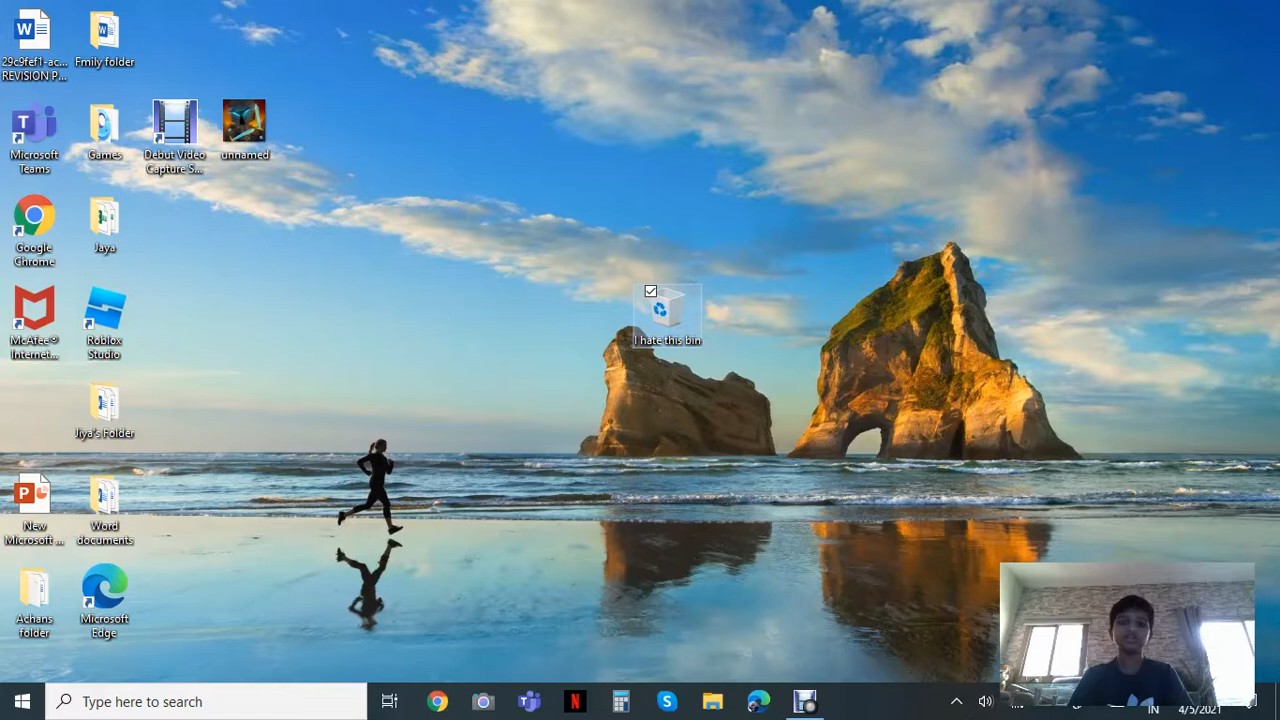 29c9fef1-ac...
REVISION P...
Fmily folder
Microsoft
Teams
Games
Debut Video
Capture S...
unnamed
Google
Chrome
Jaya
McAfee®
Internet...
Roblox
Studio
I hate this bin
Jiya's Folder
New
Microsoft ...
Word
documents
Achans
folder
Microsoft
Edge
Type here to search
IN
4/5/2021